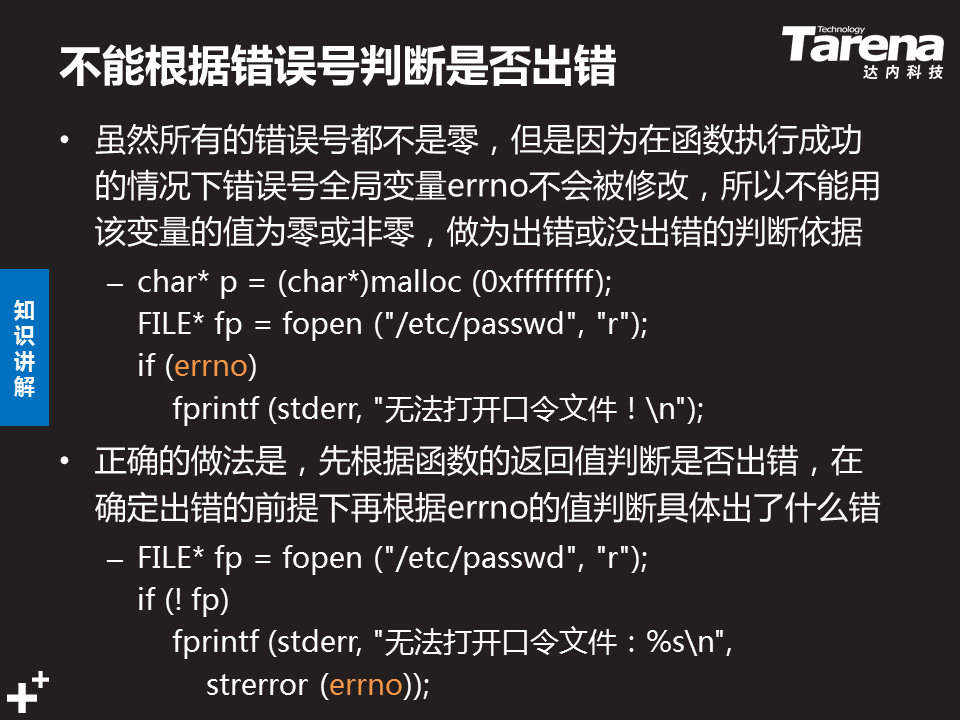 不能根据错误号判断是否出错
Technology
Tarena
达内科技
• 虽然所有的错误号都不是零，但是因为在函数执行成功
的情况下错误号全局变量errno不会被修改，所以不能用
该变量的值为零或非零，做为出错或没出错的判断依据
– char* p = (char*)malloc (0xffffffff);
FILE* fp = fopen ("/etc/passwd", "r");
if (errno)
fprintf (stderr, "无法打开口令文件！\n");
知识讲解
• 正确的做法是，先根据函数的返回值判断是否出错，在
确定出错的前提下再根据errno的值判断具体出了什么错
– FILE* fp = fopen ("/etc/passwd", "r");
if (! fp)
fprintf (stderr, "无法打开口令文件：%s\n",
strerror (errno));